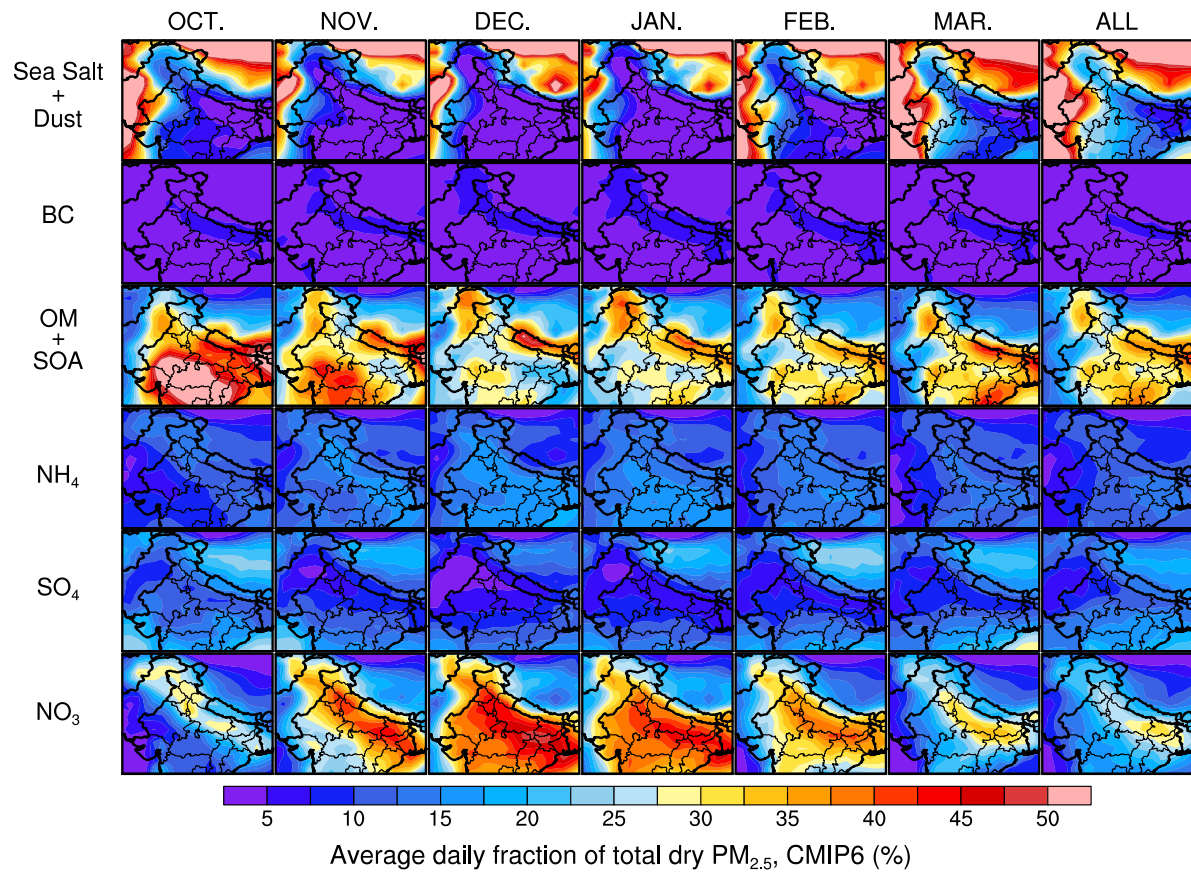 OCT. NOV. DEC. JAN. FEB. MAR. ALL
Sea Salt
+
Dust
BC
OM
+
SOA
NH₄
SO₄
NO₃
5 10 15 20 25 30 35 40 45 50
Average daily fraction of total dry PM₂.₅, CMIP6 (%)